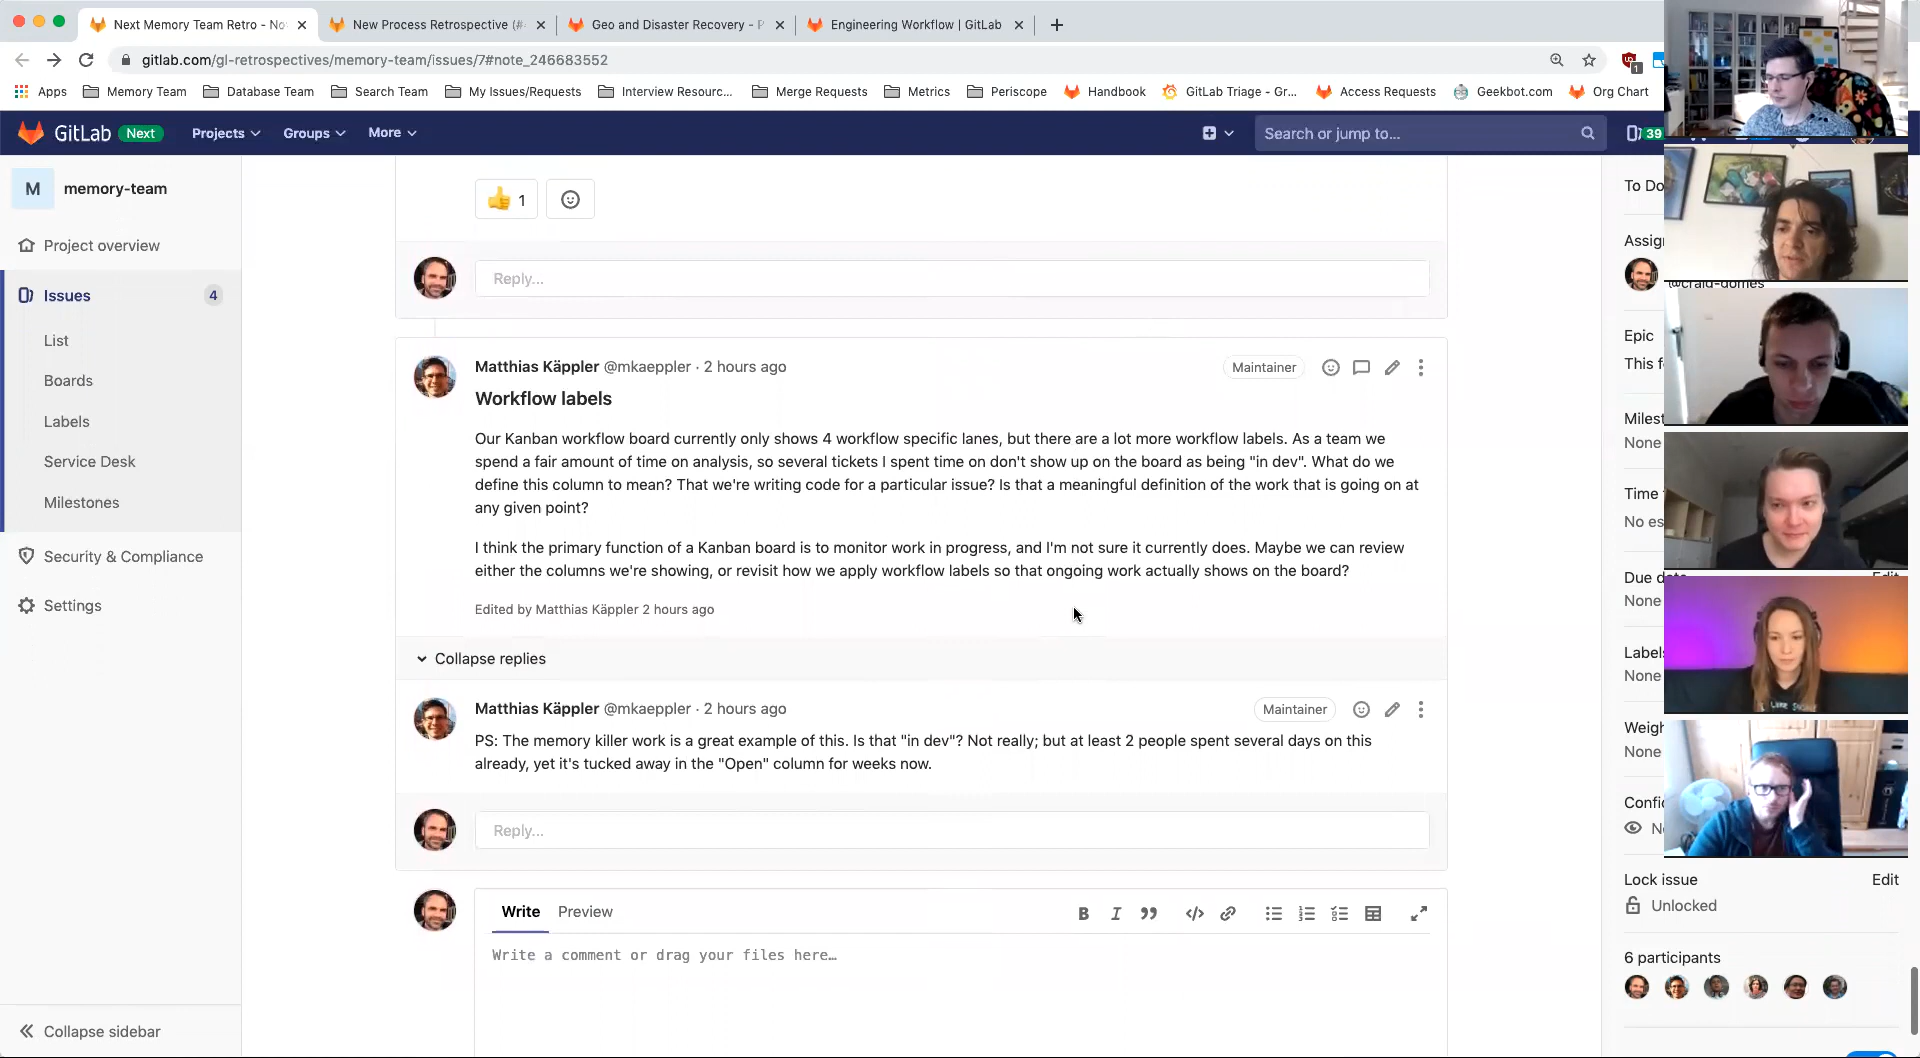 Next Memory Team Retro - No
New Process Retrospective (#
Geo and Disaster Recovery - P
Engineering Workflow | GitLab
gitlab.com/gl-retrospectives/memory-team/issues/7#note_246683552
1
Apps
Memory Team
Database Team
Search Team
My Issues/Requests
Interview Resourc...
Merge Requests
Metrics
Periscope
Handbook
GitLab Triage - Gr...
Access Requests
Geekbot.com
Org Chart
GitLab
Next
Projects
Groups
More
Search or jump to...
39
M
memory-team
Project overview
Issues
4
List
Boards
Labels
Service Desk
Milestones
Security & Compliance
Settings
Collapse sidebar
👍 1
Reply...
Matthias Käppler @mkaeppler · 2 hours ago
Maintainer
Workflow labels
Our Kanban workflow board currently only shows 4 workflow specific lanes, but there are a lot more workflow labels. As a team we
spend a fair amount of time on analysis, so several tickets I spent time on don't show up on the board as being "in dev". What do we
define this column to mean? That we're writing code for a particular issue? Is that a meaningful definition of the work that is going on at
any given point?
I think the primary function of a Kanban board is to monitor work in progress, and I'm not sure it currently does. Maybe we can review
either the columns we're showing, or revisit how we apply workflow labels so that ongoing work actually shows on the board?
Edited by Matthias Käppler 2 hours ago
Collapse replies
Matthias Käppler @mkaeppler · 2 hours ago
Maintainer
PS: The memory killer work is a great example of this. Is that "in dev"? Not really; but at least 2 people spent several days on this
already, yet it's tucked away in the "Open" column for weeks now.
Reply...
Write
Preview
Write a comment or drag your files here…
To Do
Assig
@craig-gomes
Epic
This f
Milest
None
Time
No es
Due date
Edit
None
Label
None
Weigh
None
Confi
Lock issue
Edit
Unlocked
6 participants